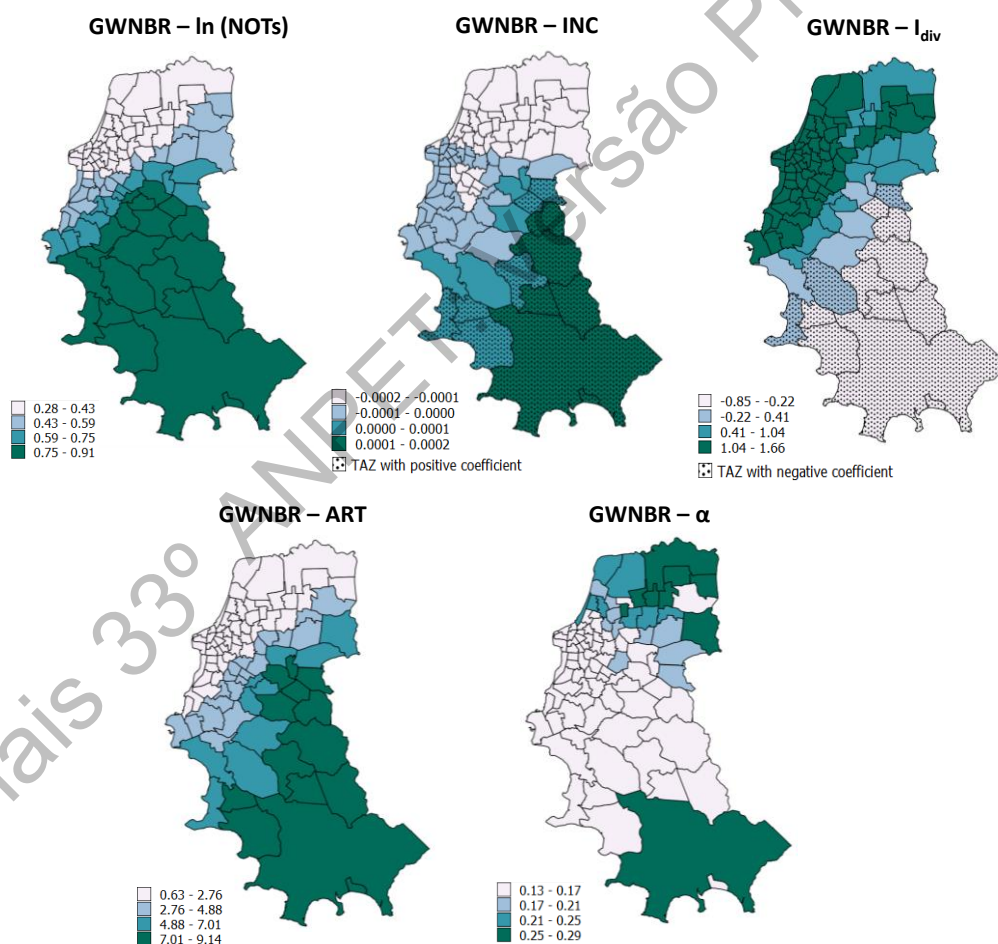 GWNBR – ln (NOTs)
GWNBR – INC
GWNBR – Idiv
0.28 - 0.43
0.43 - 0.59
0.59 - 0.75
0.75 - 0.91
-0.0002 - -0.0001
-0.0001 - 0.0000
0.0000 - 0.0001
0.0001 - 0.0002
TAZ with positive coefficient
-0.85 - -0.22
-0.22 - 0.41
0.41 - 1.04
1.04 - 1.66
TAZ with negative coefficient
GWNBR – ART
GWNBR – α
0.63 - 2.76
2.76 - 4.88
4.88 - 7.01
7.01 - 9.14
0.13 - 0.17
0.17 - 0.21
0.21 - 0.25
0.25 - 0.29
nais 33º ANPET Versão Pr